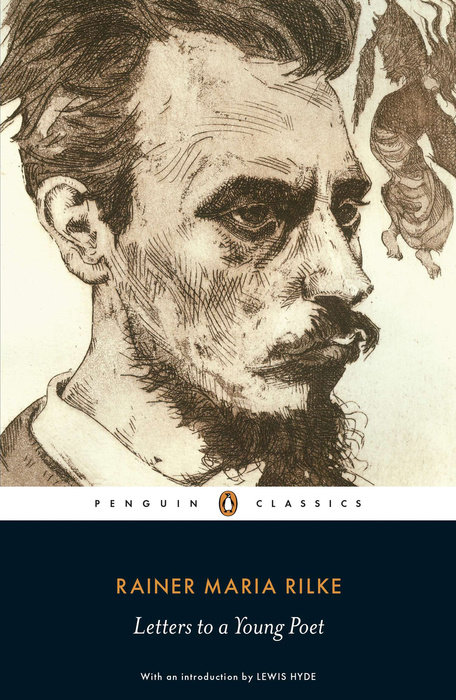 PENGUIN CLASSICS
RAINER MARIA RILKE
Letters to a Young Poet
With an introduction by LEWIS HYDE